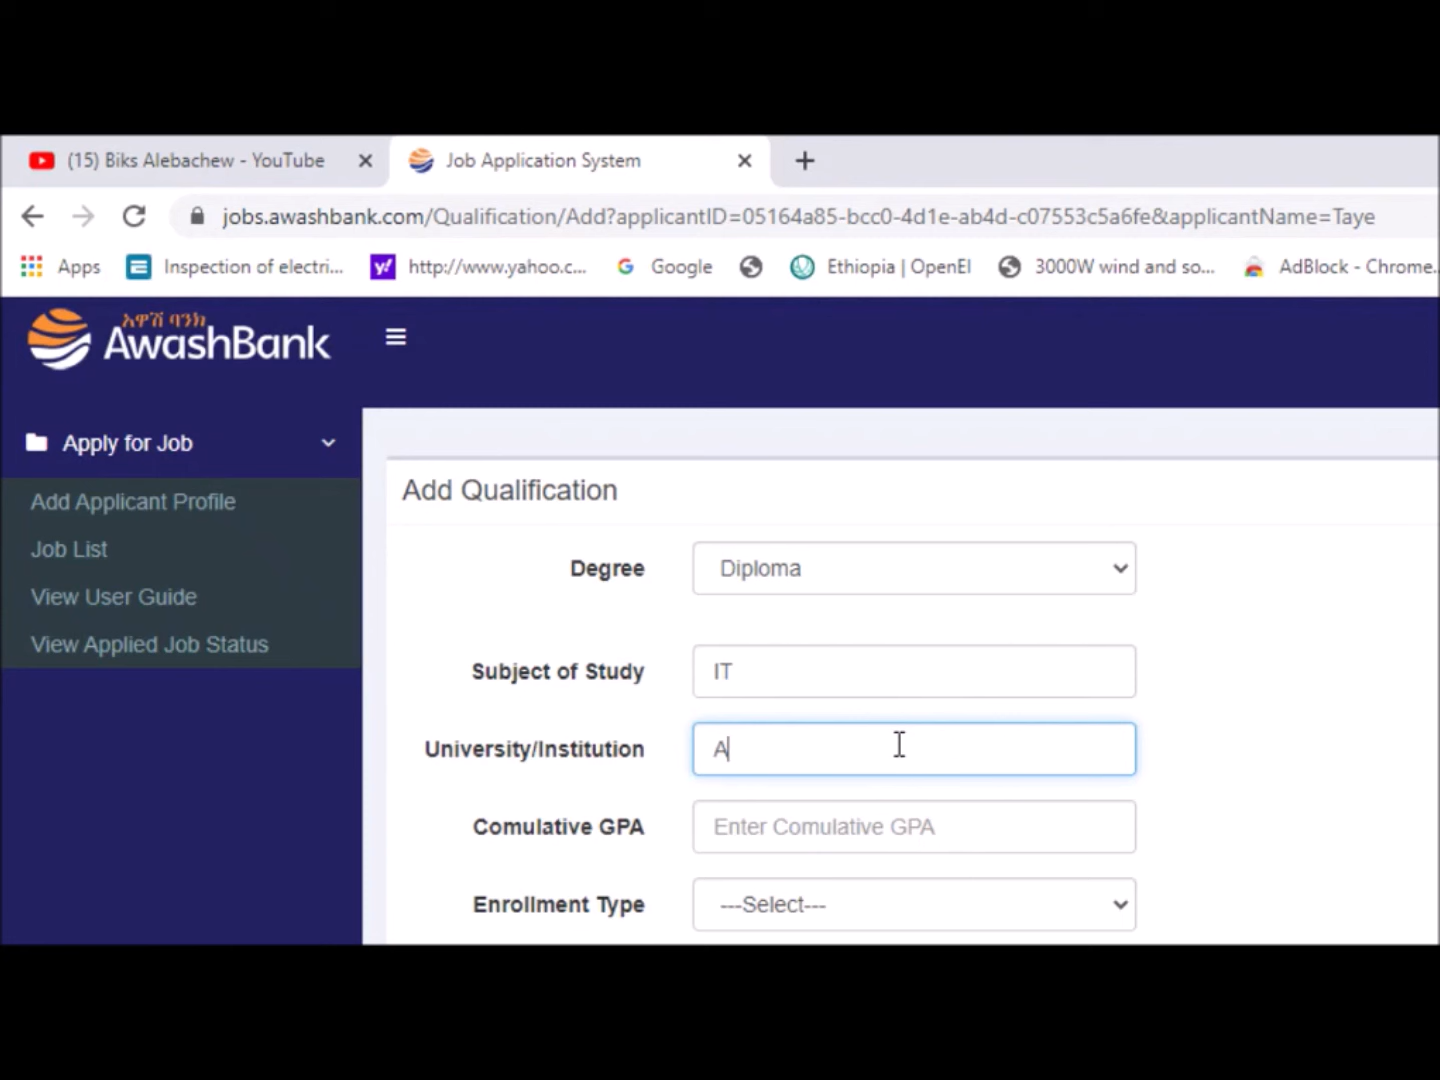 (15) Biks Alebachew - YouTube
Job Application System
jobs.awashbank.com/Qualification/Add?applicantID=05164a85-bcc0-4d1e-ab4d-c07553c5a6fe&applicantName=Taye
Apps
Inspection of electri...
http://www.yahoo.c...
Google
Ethiopia | OpenEI
3000W wind and so...
AdBlock - Chrome...
አዋሽ ባንክ
AwashBank
Apply for Job
Add Applicant Profile
Job List
View User Guide
View Applied Job Status
Add Qualification
Degree
Diploma
Subject of Study
IT
University/Institution
A
Comulative GPA
Enter Comulative GPA
Enrollment Type
---Select---